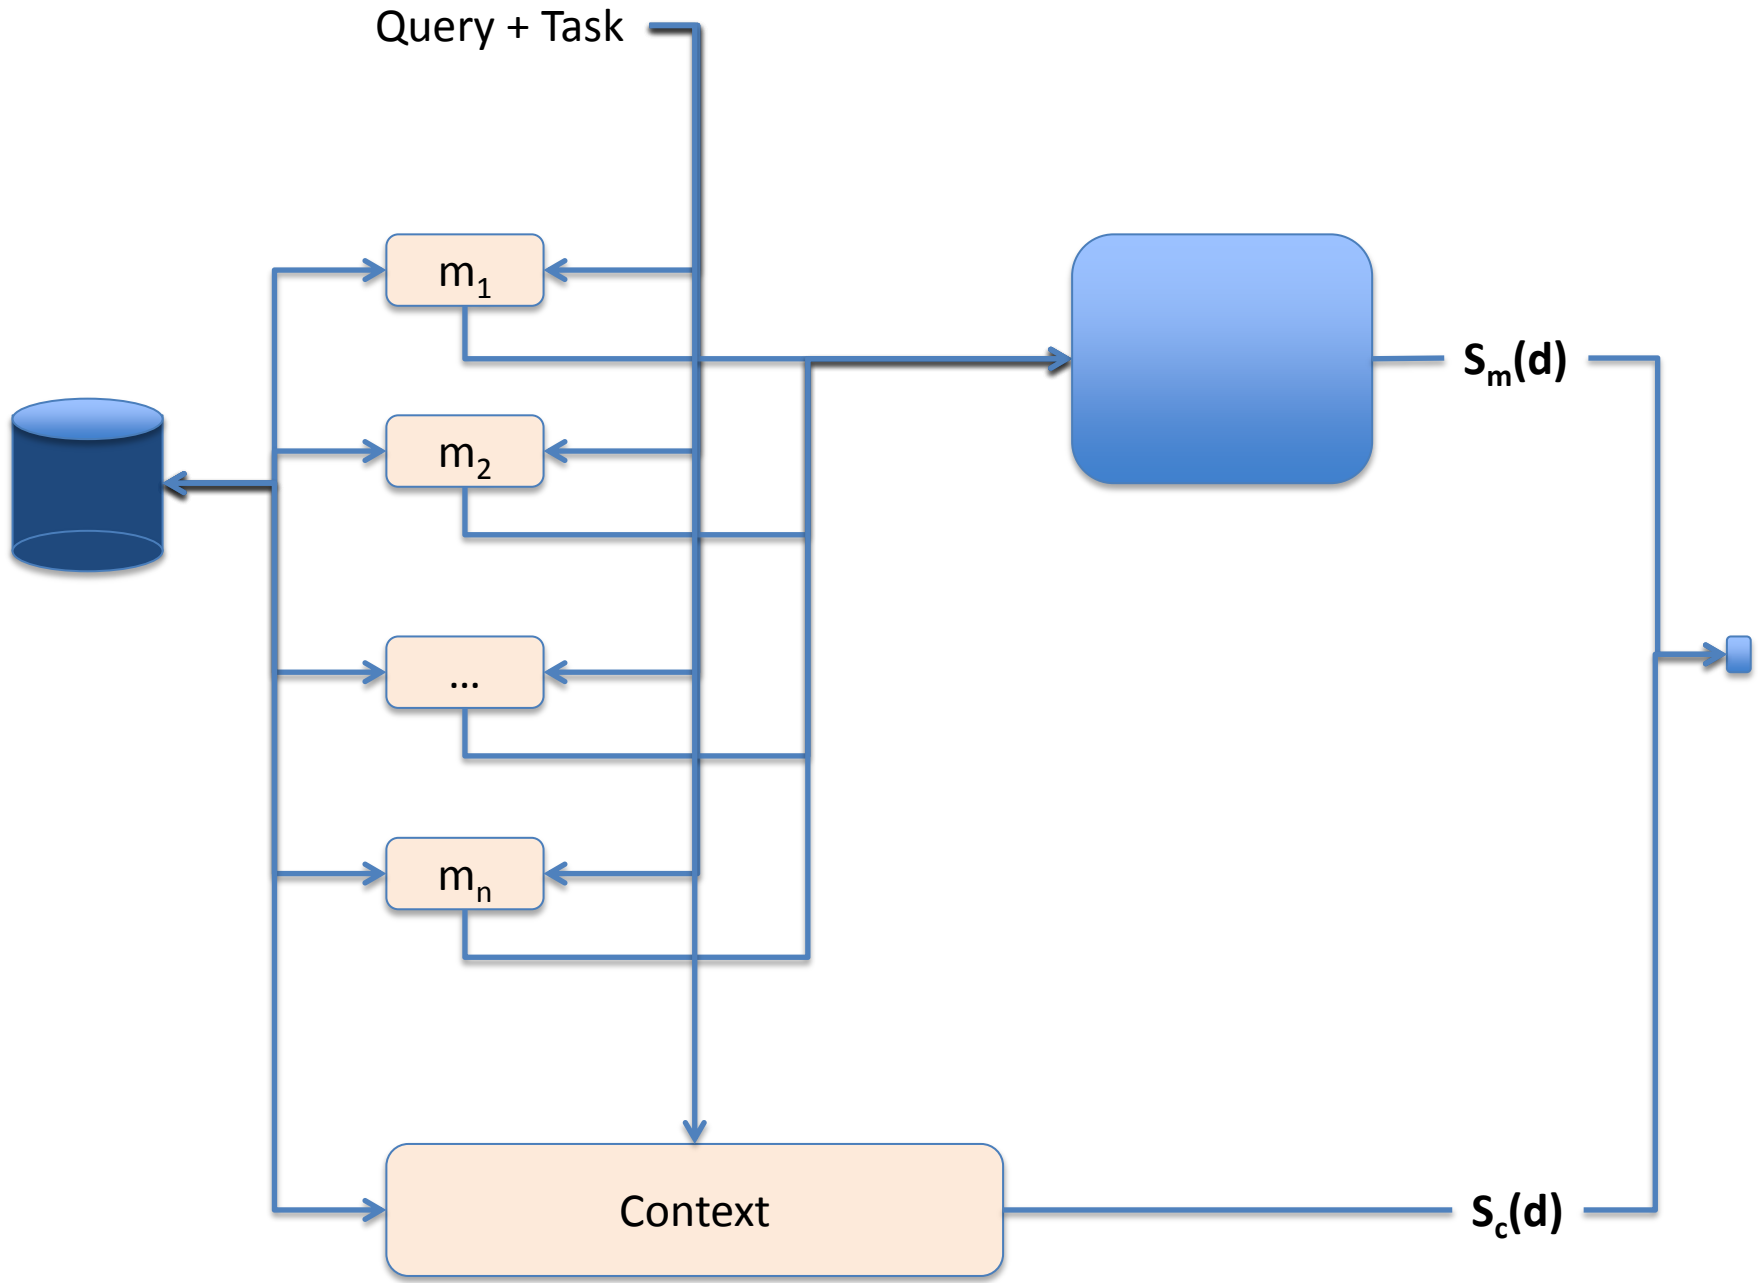 Query + Task
m1
m2
...
mn
Sm(d)
Context
Sc(d)